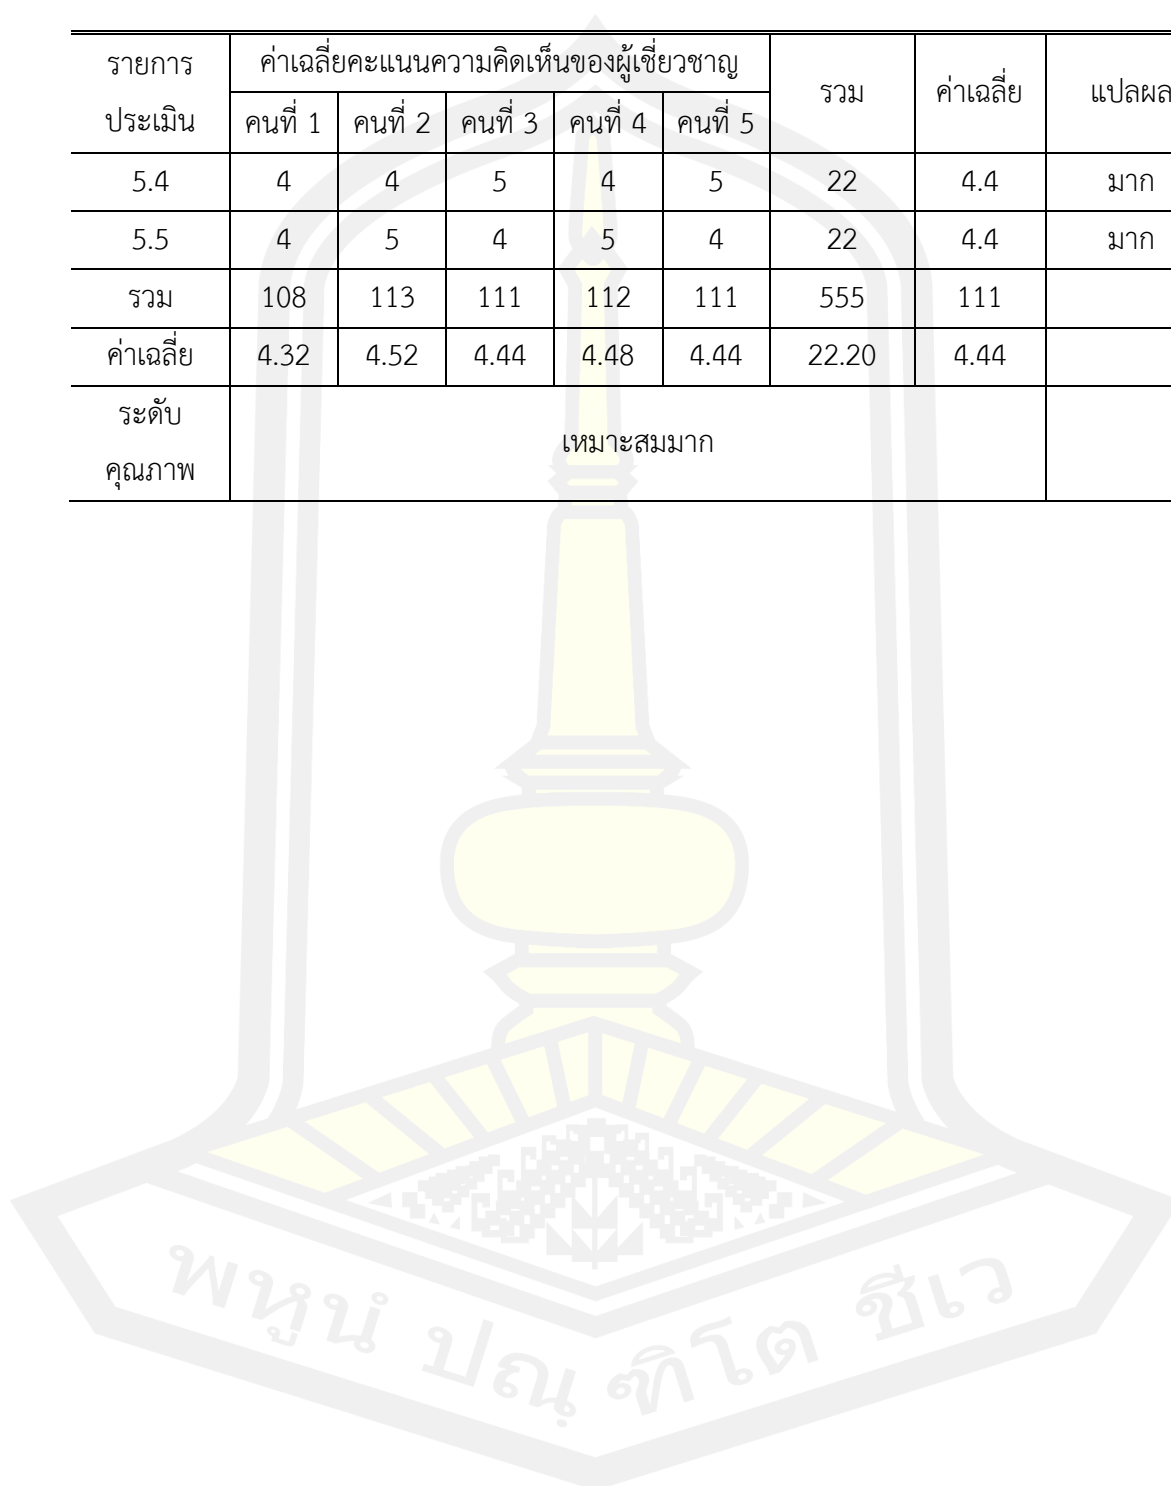 รายการ ค่าเฉลี่ยคะแนนความคิดเห็นของผู้เชี่ยวชาญ รวม ค่าเฉลี่ย แปลผล
ประเมิน คนที่ 1 คนที่ 2 คนที่ 3 คนที่ 4 คนที่ 5
5.4 4 4 5 4 5 22 4.4 มาก
5.5 4 5 4 5 4 22 4.4 มาก
รวม 108 113 111 112 111 555 111
ค่าเฉลี่ย 4.32 4.52 4.44 4.48 4.44 22.20 4.44
ระดับ
คุณภาพ เหมาะสมมาก
พหูนํ ปณฺฑิโต ชีเว